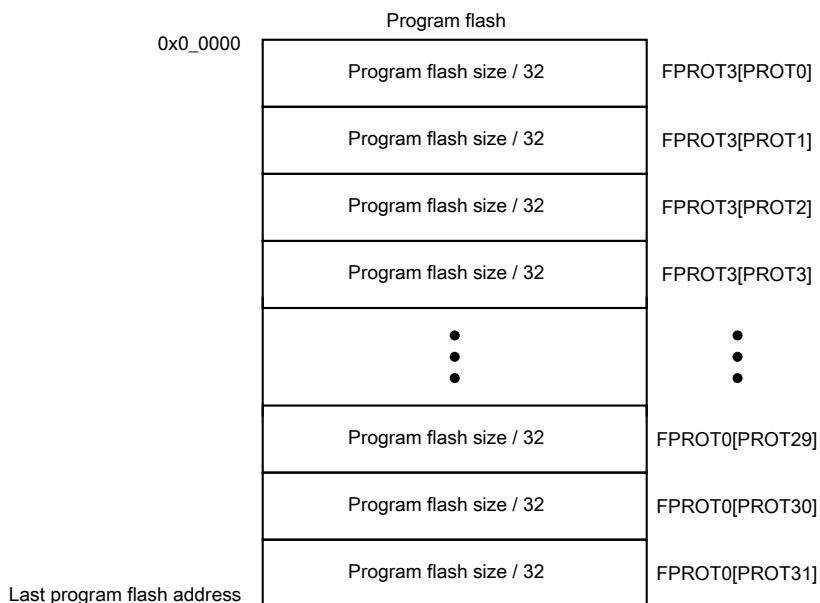 Program flash
0x0_0000
Program flash size / 32 FPROT3[PROT0]
Program flash size / 32 FPROT3[PROT1]
Program flash size / 32 FPROT3[PROT2]
Program flash size / 32 FPROT3[PROT3]
Program flash size / 32 FPROT0[PROT29]
Program flash size / 32 FPROT0[PROT30]
Program flash size / 32 FPROT0[PROT31]
Last program flash address